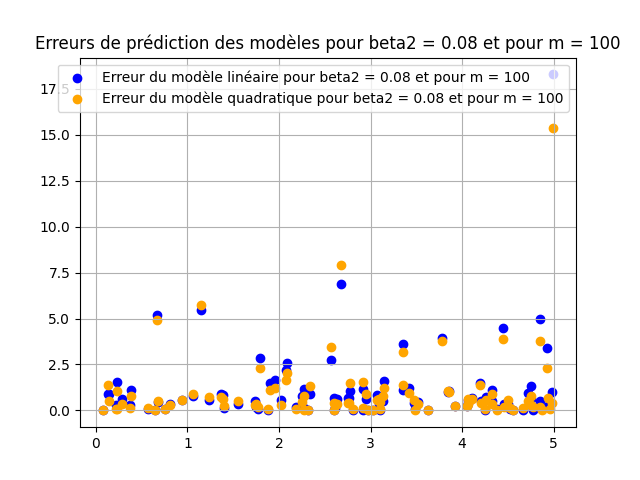 Erreurs de prédiction des modèles pour beta2 = 0.08 et pour m = 100
Erreur du modèle linéaire pour beta2 = 0.08 et pour m = 100
Erreur du modèle quadratique pour beta2 = 0.08 et pour m = 100
17.5
15.0
12.5
10.0
7.5
5.0
2.5
0.0
0 1 2 3 4 5